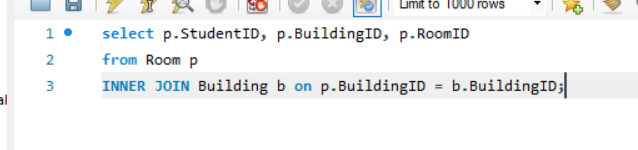 Limit to 1000 rows
1 select p.StudentID, p.BuildingID, p.RoomID
2 from Room p
3 INNER JOIN Building b on p.BuildingID = b.BuildingID;
al